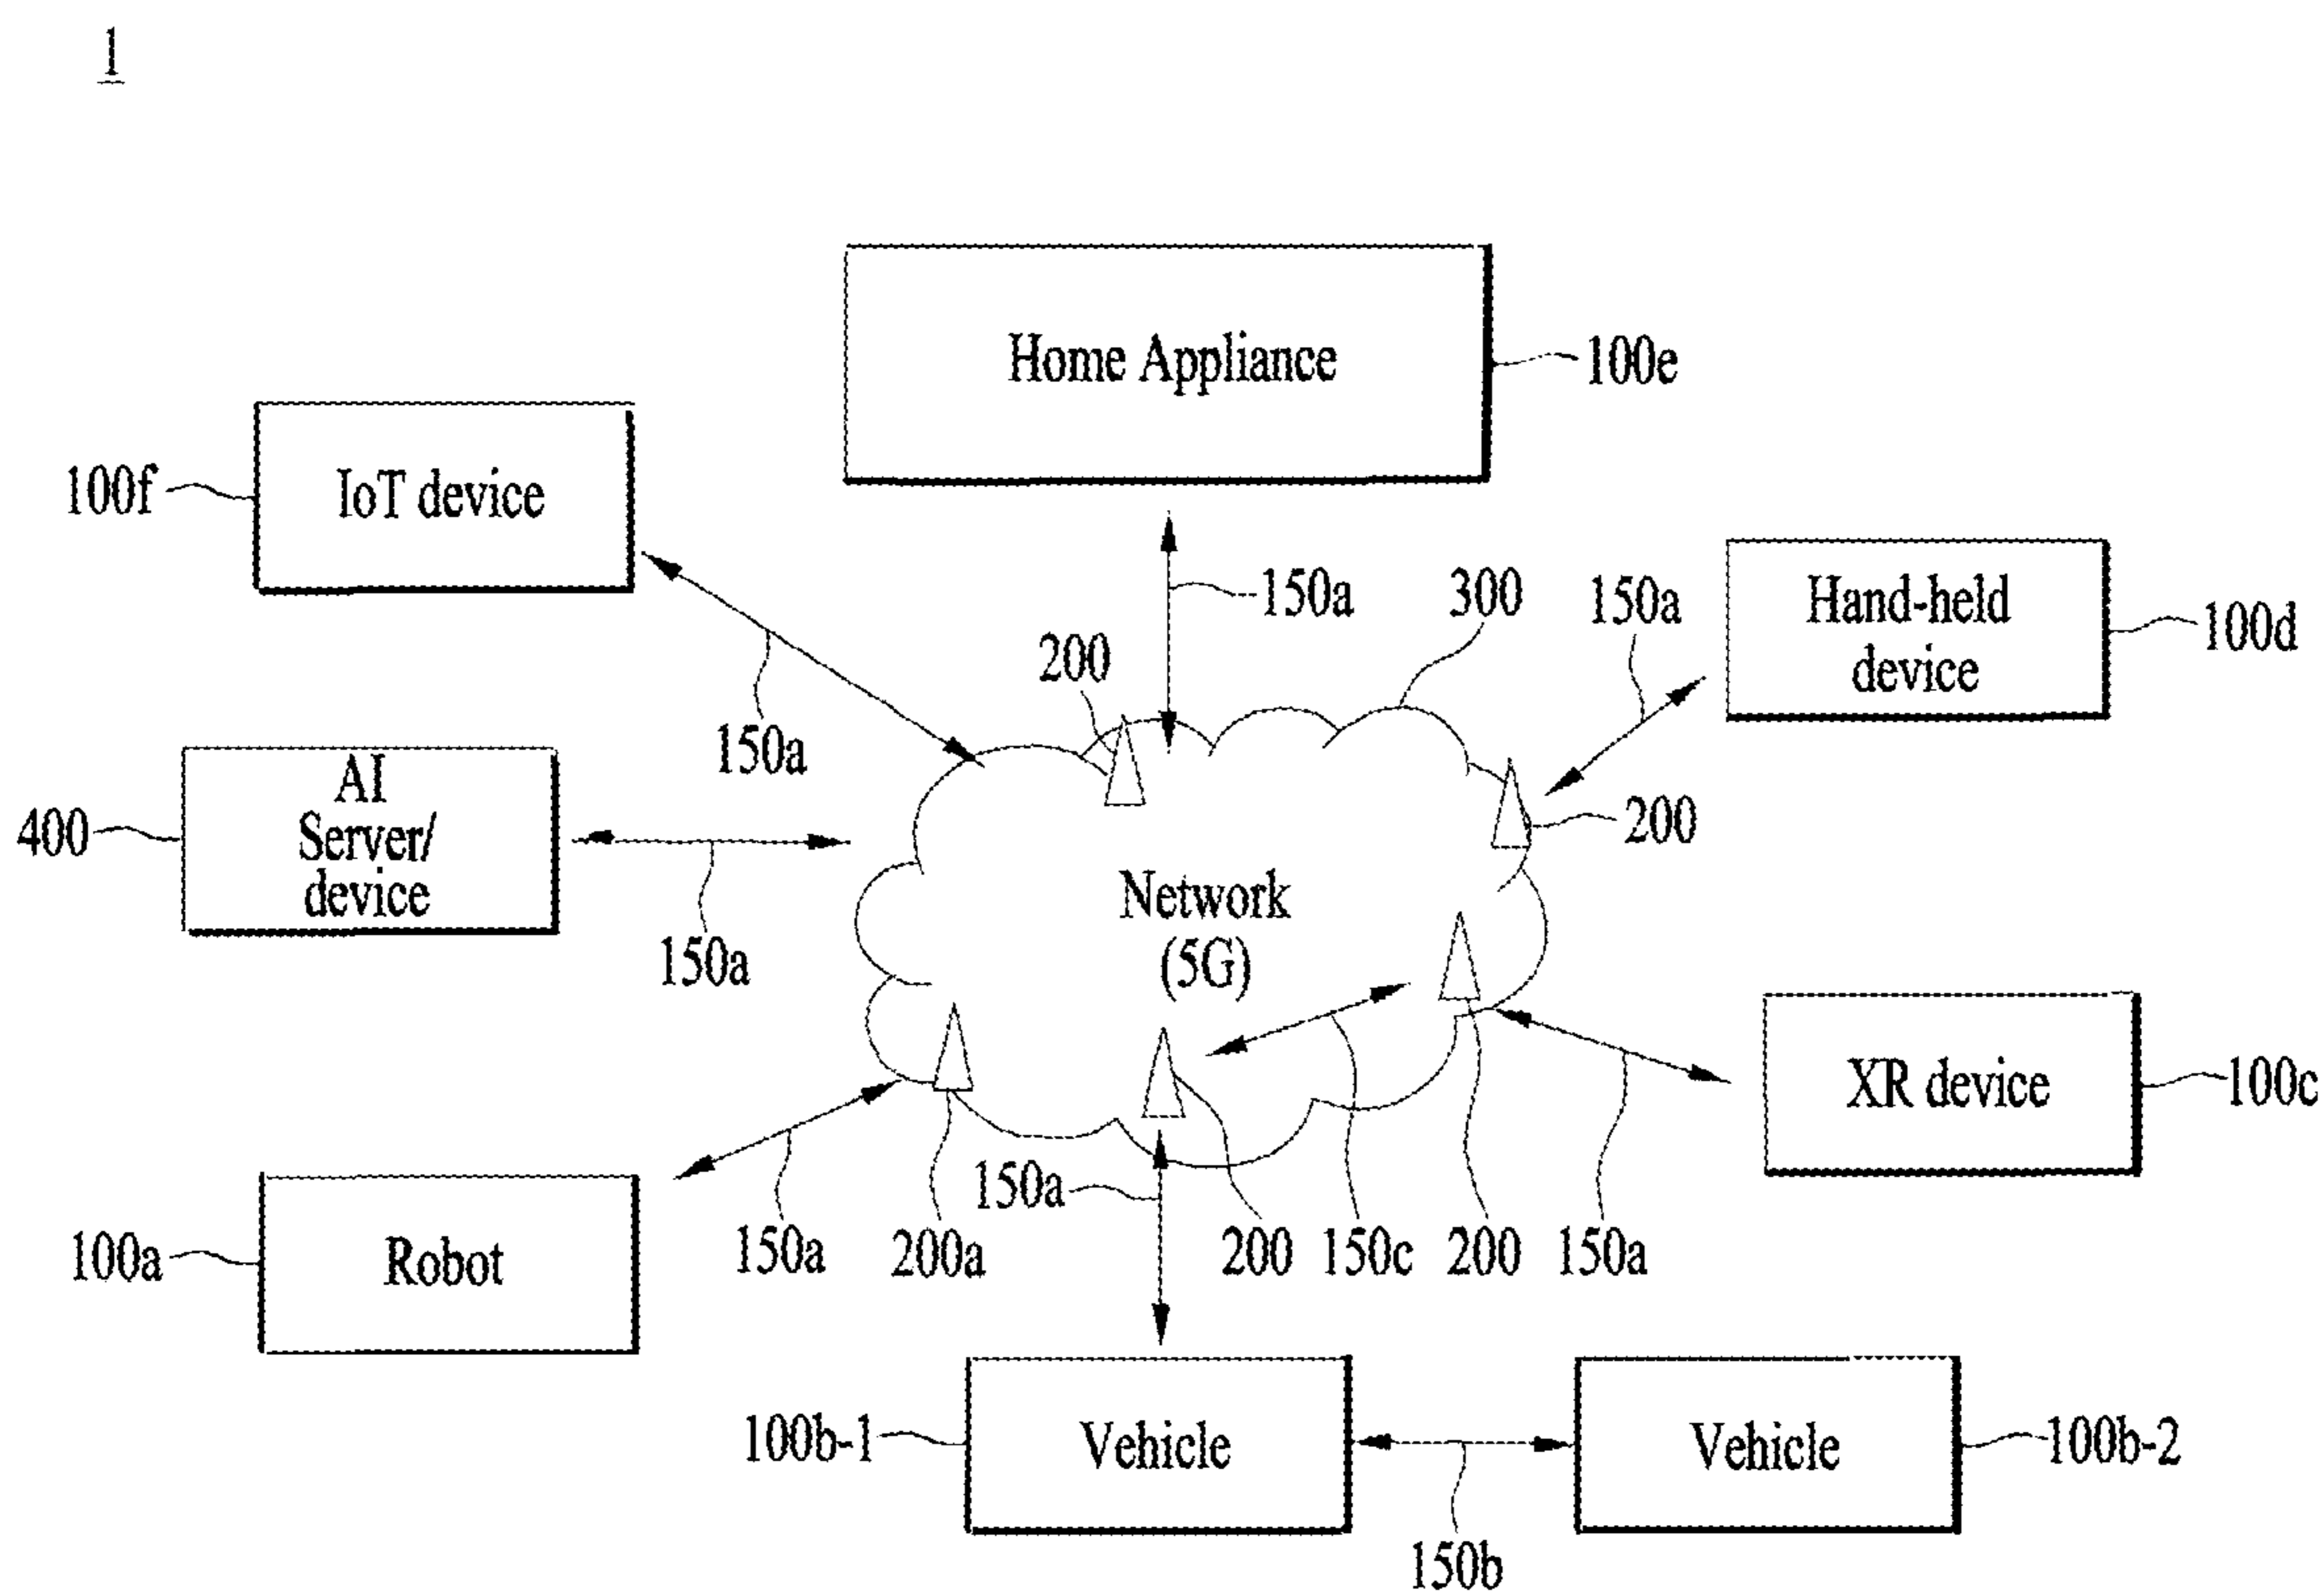 1
Home Appliance
100e
100f
IoT device
150a
300
150a
Hand-held
device
100d
200
150a
AI
Server/
device
400
200
150a
Network
(5G)
XR device
100c
150a
100a
Robot
150a
200a
200
150c
200
150a
100b-1
Vehicle
Vehicle
100b-2
150b